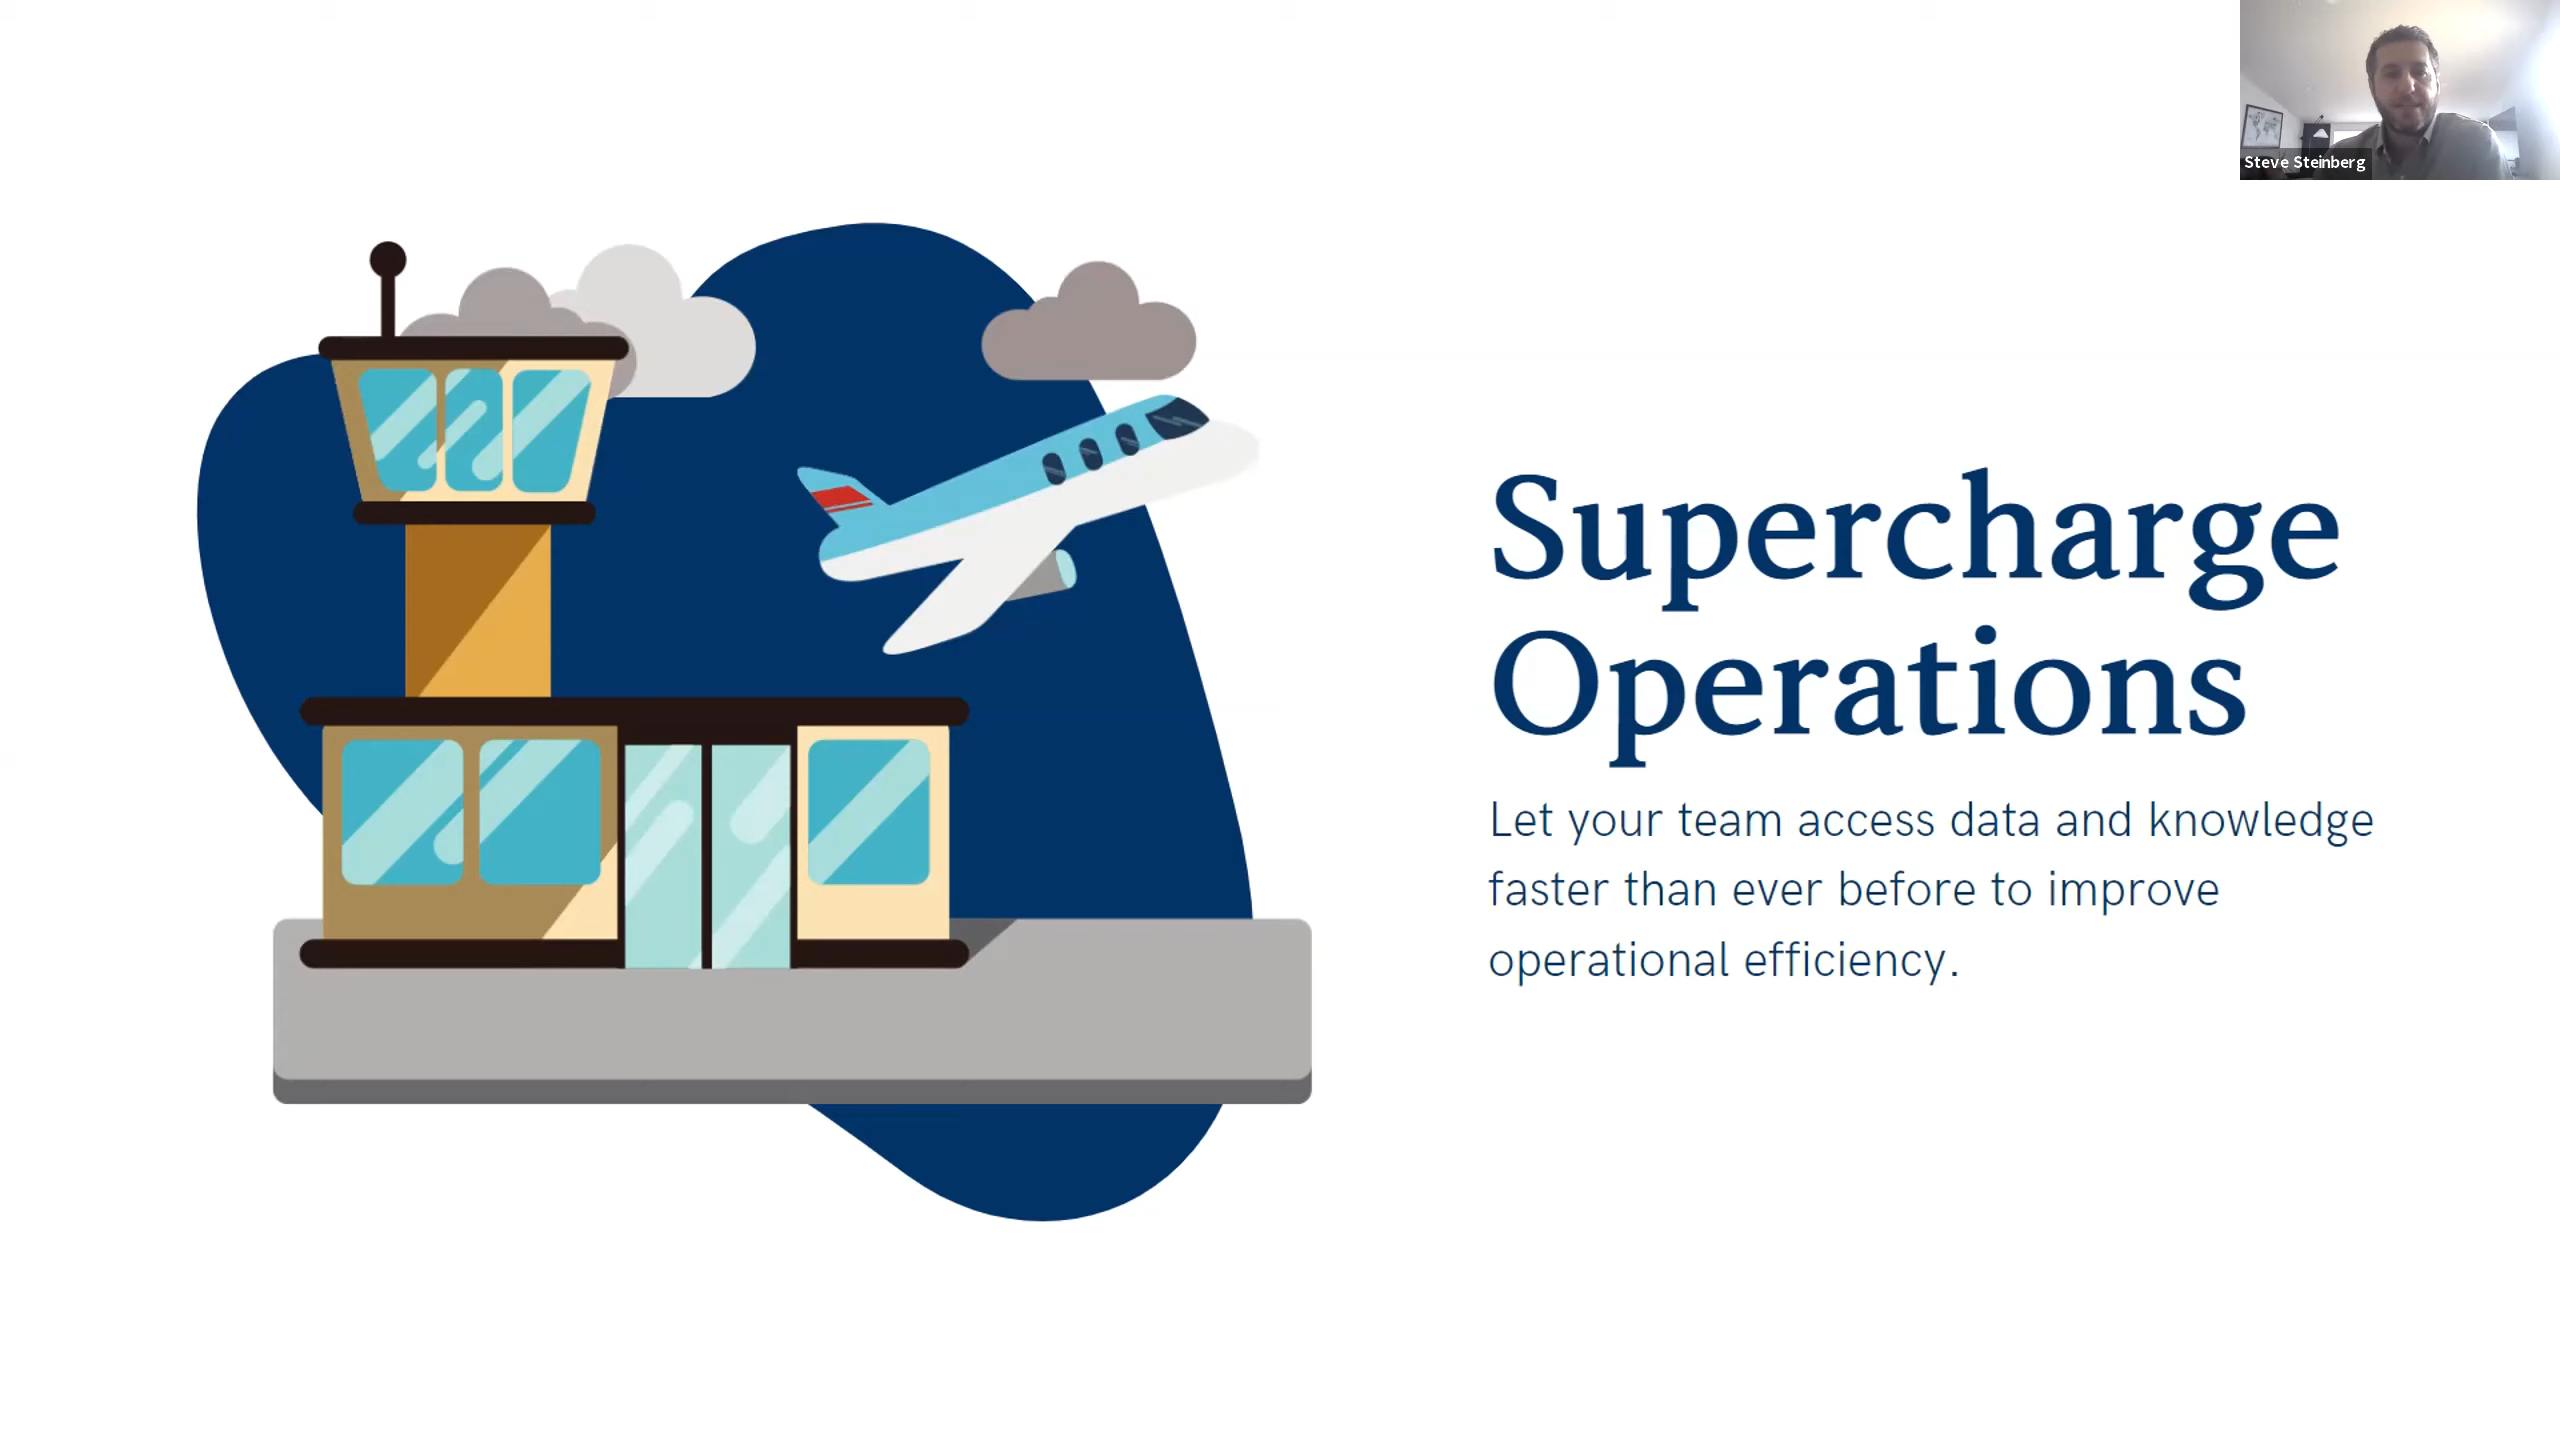 Steve Steinberg
Supercharge
Operations
Let your team access data and knowledge
faster than ever before to improve
operational efficiency.